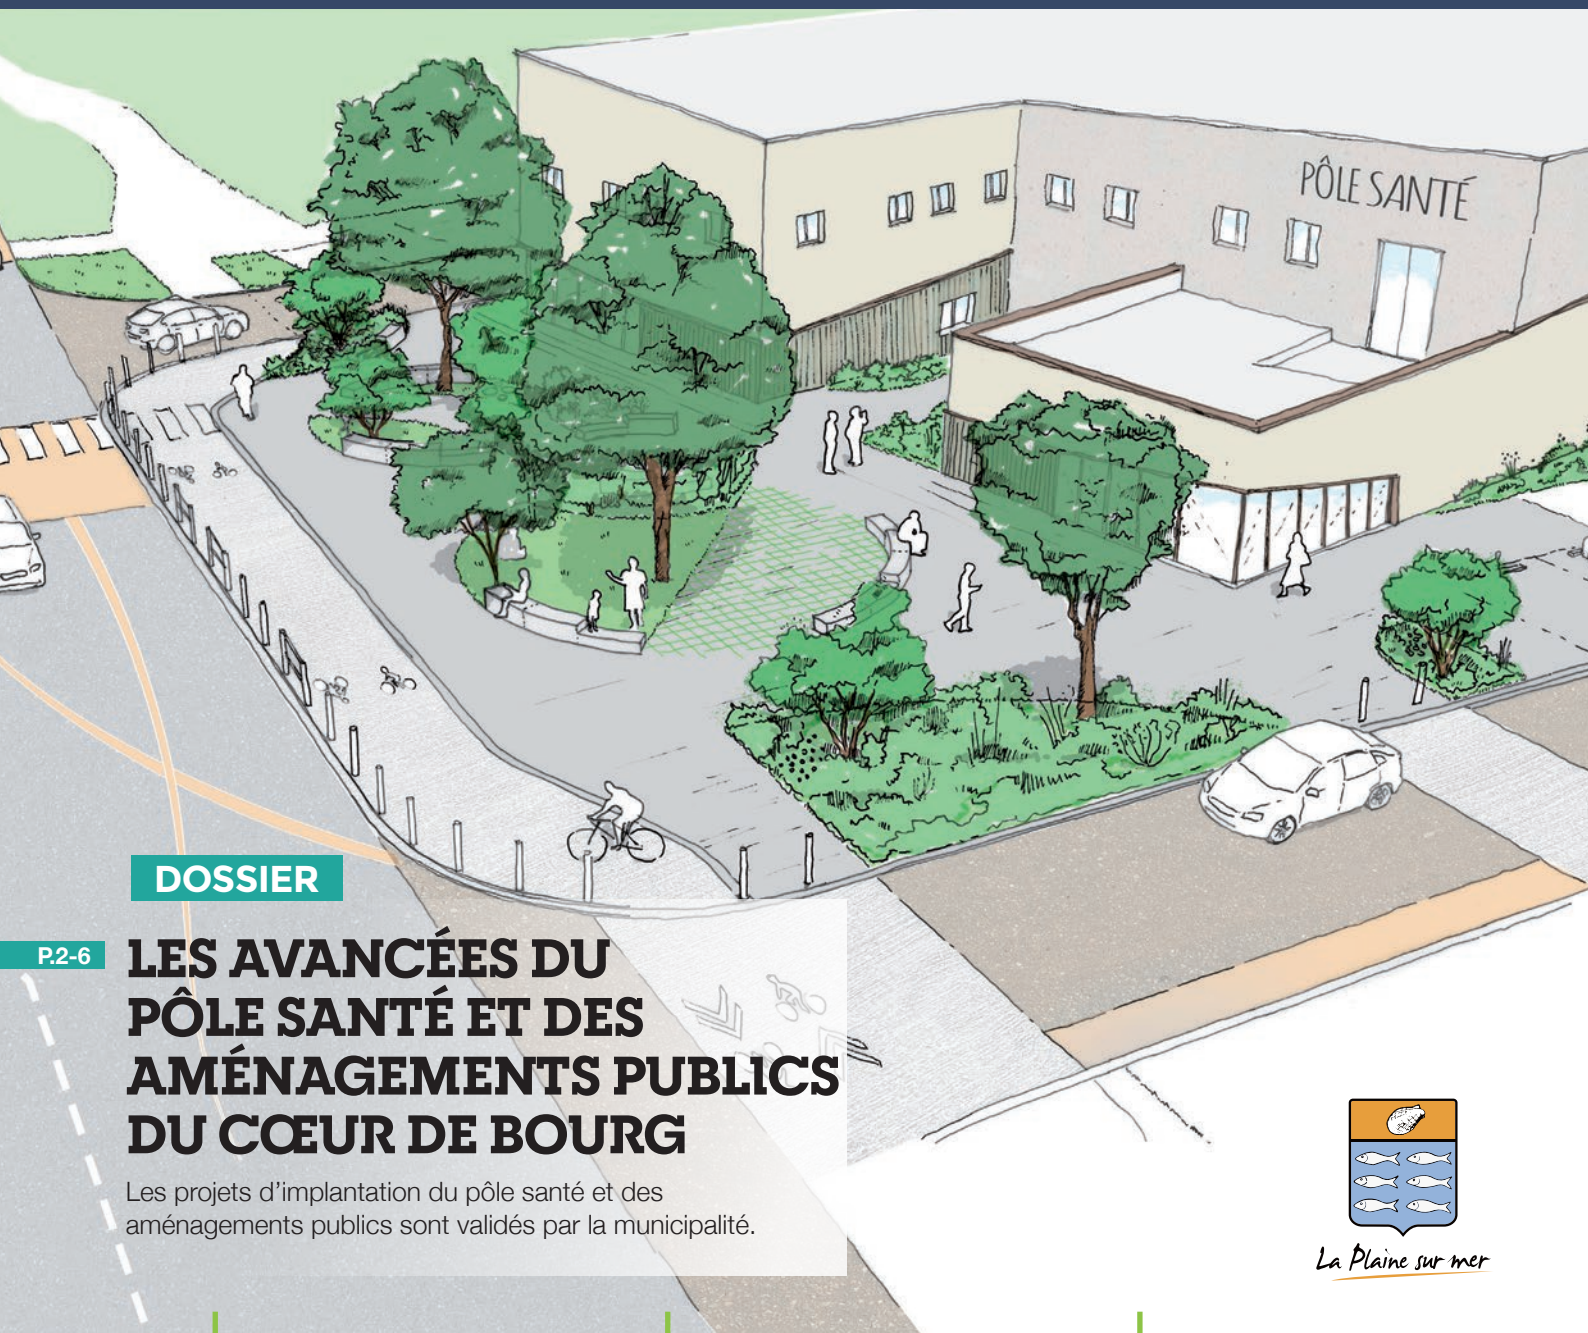 PÔLE SANTÉ
DOSSIER
P.2-6
LES AVANCÉES DU
PÔLE SANTÉ ET DES
AMÉNAGEMENTS PUBLICS
DU CŒUR DE BOURG
Les projets d'implantation du pôle santé et des
aménagements publics sont validés par la municipalité.
La Plaine sur mer